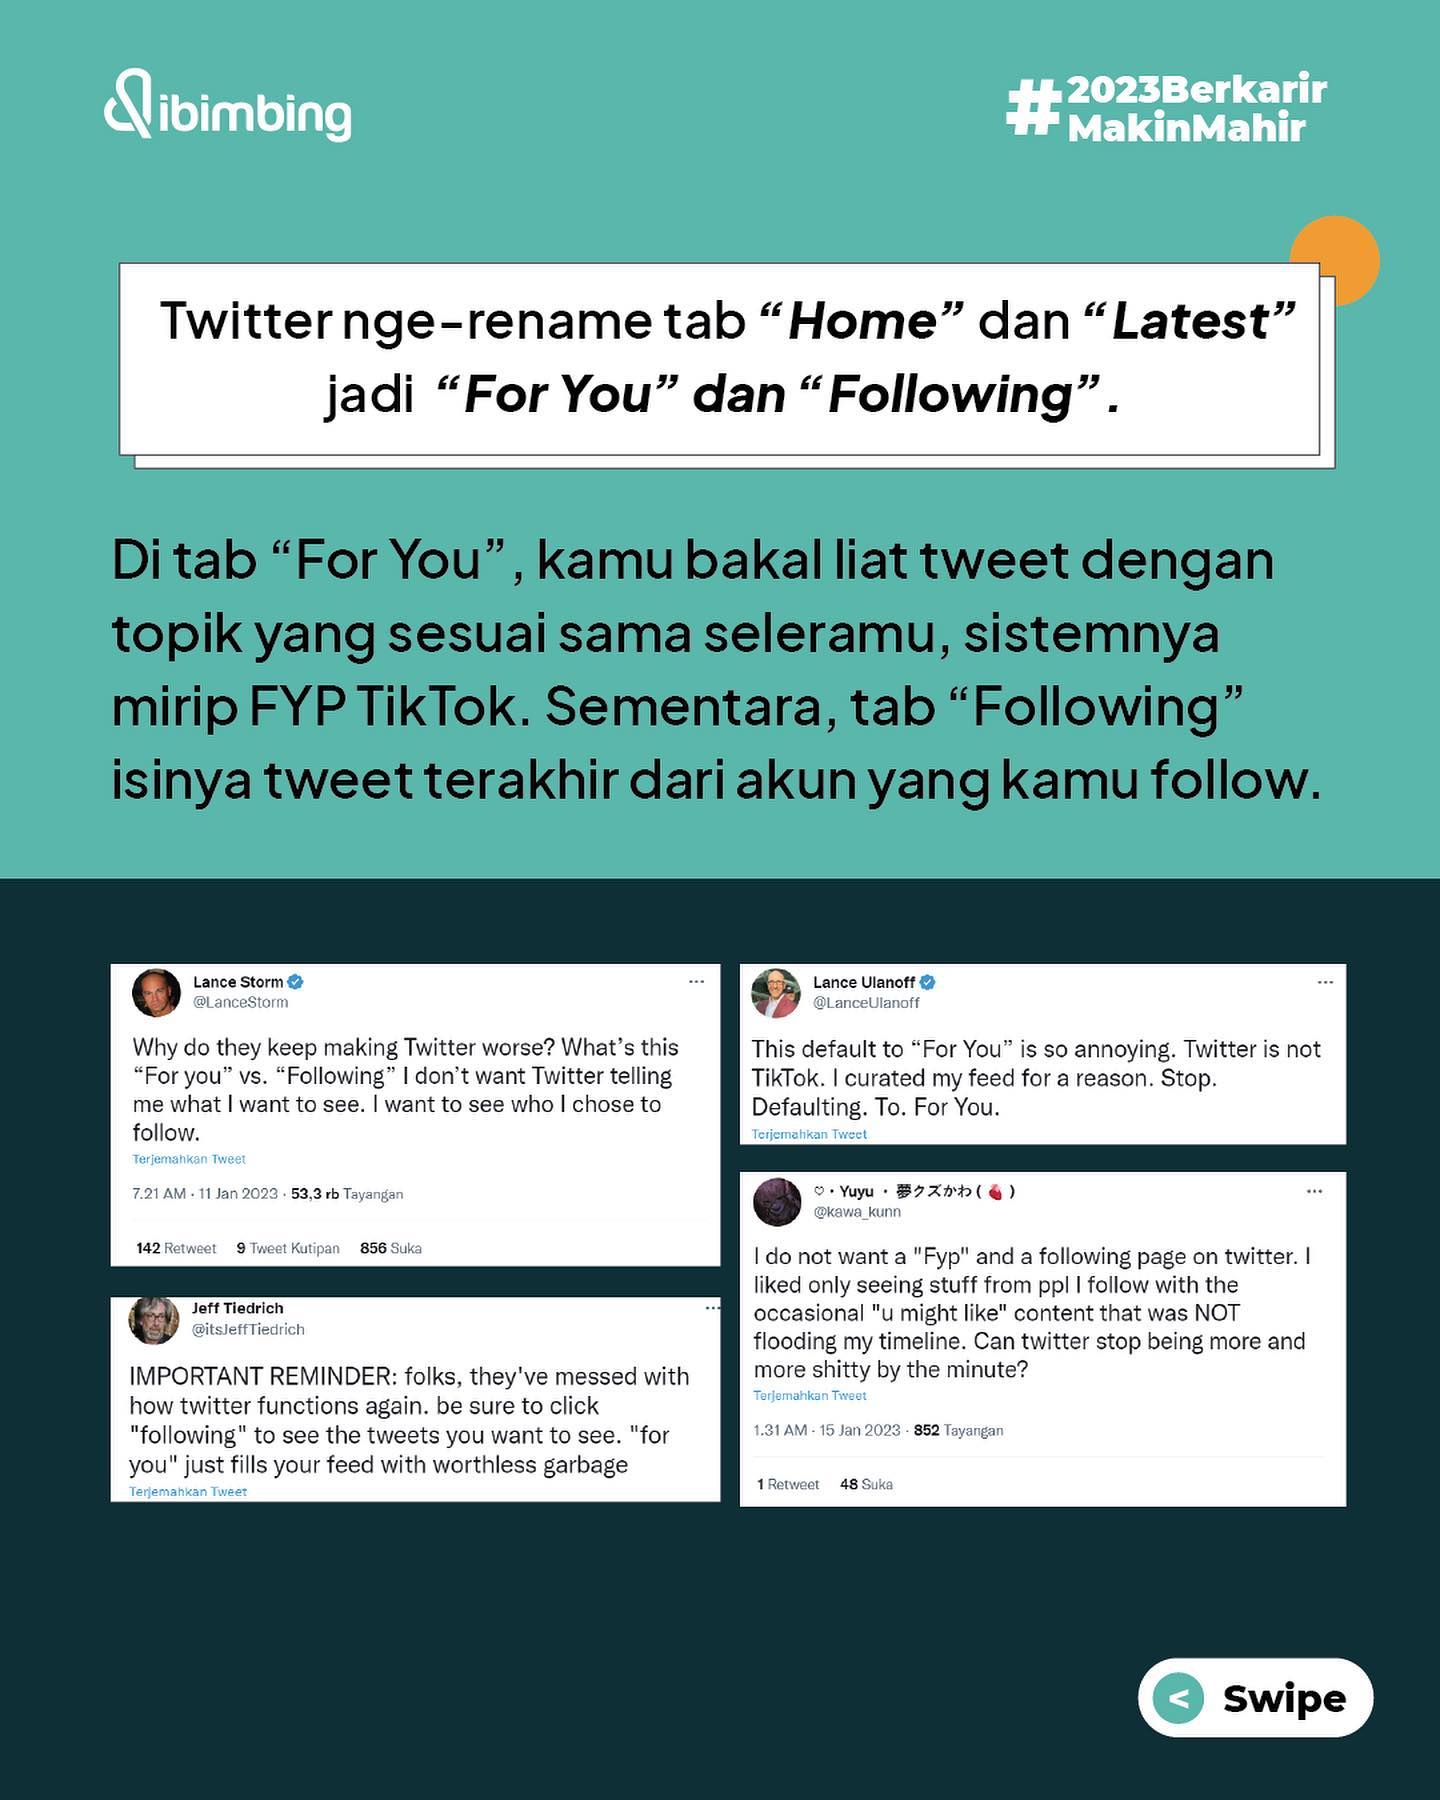 ibimbing
#2023Berkarir
MakinMahir
Twitter nge-rename tab “Home” dan “Latest”
jadi “For You” dan “Following”.
Di tab “For You”, kamu bakal liat tweet dengan
topik yang sesuai sama seleramu, sistemnya
mirip FYP TikTok. Sementara, tab “Following”
isinya tweet terakhir dari akun yang kamu follow.
Lance Storm
@LanceStorm
Why do they keep making Twitter worse? What’s this
“For you” vs. “Following” I don’t want Twitter telling
me what I want to see. I want to see who I chose to
follow.
Terjemahkan Tweet
7.21 AM · 11 Jan 2023 · 53,3 rb Tayangan
142 Retweet 9 Tweet Kutipan 856 Suka
Jeff Tiedrich
@itsJeffTiedrich
IMPORTANT REMINDER: folks, they've messed with
how twitter functions again. be sure to click
"following" to see the tweets you want to see. "for
you" just fills your feed with worthless garbage
Terjemahkan Tweet
Lance Ulanoff
@LanceUlanoff
This default to “For You” is so annoying. Twitter is not
TikTok. I curated my feed for a reason. Stop.
Defaulting. To. For You.
Terjemahkan Tweet
♡・Yuyu ・ 夢クズかわ ( 🫀 )
@kawa_kunn
I do not want a "Fyp" and a following page on twitter. I
liked only seeing stuff from ppl I follow with the
occasional "u might like" content that was NOT
flooding my timeline. Can twitter stop being more and
more shitty by the minute?
Terjemahkan Tweet
1.31 AM · 15 Jan 2023 · 852 Tayangan
1 Retweet 48 Suka
< Swipe